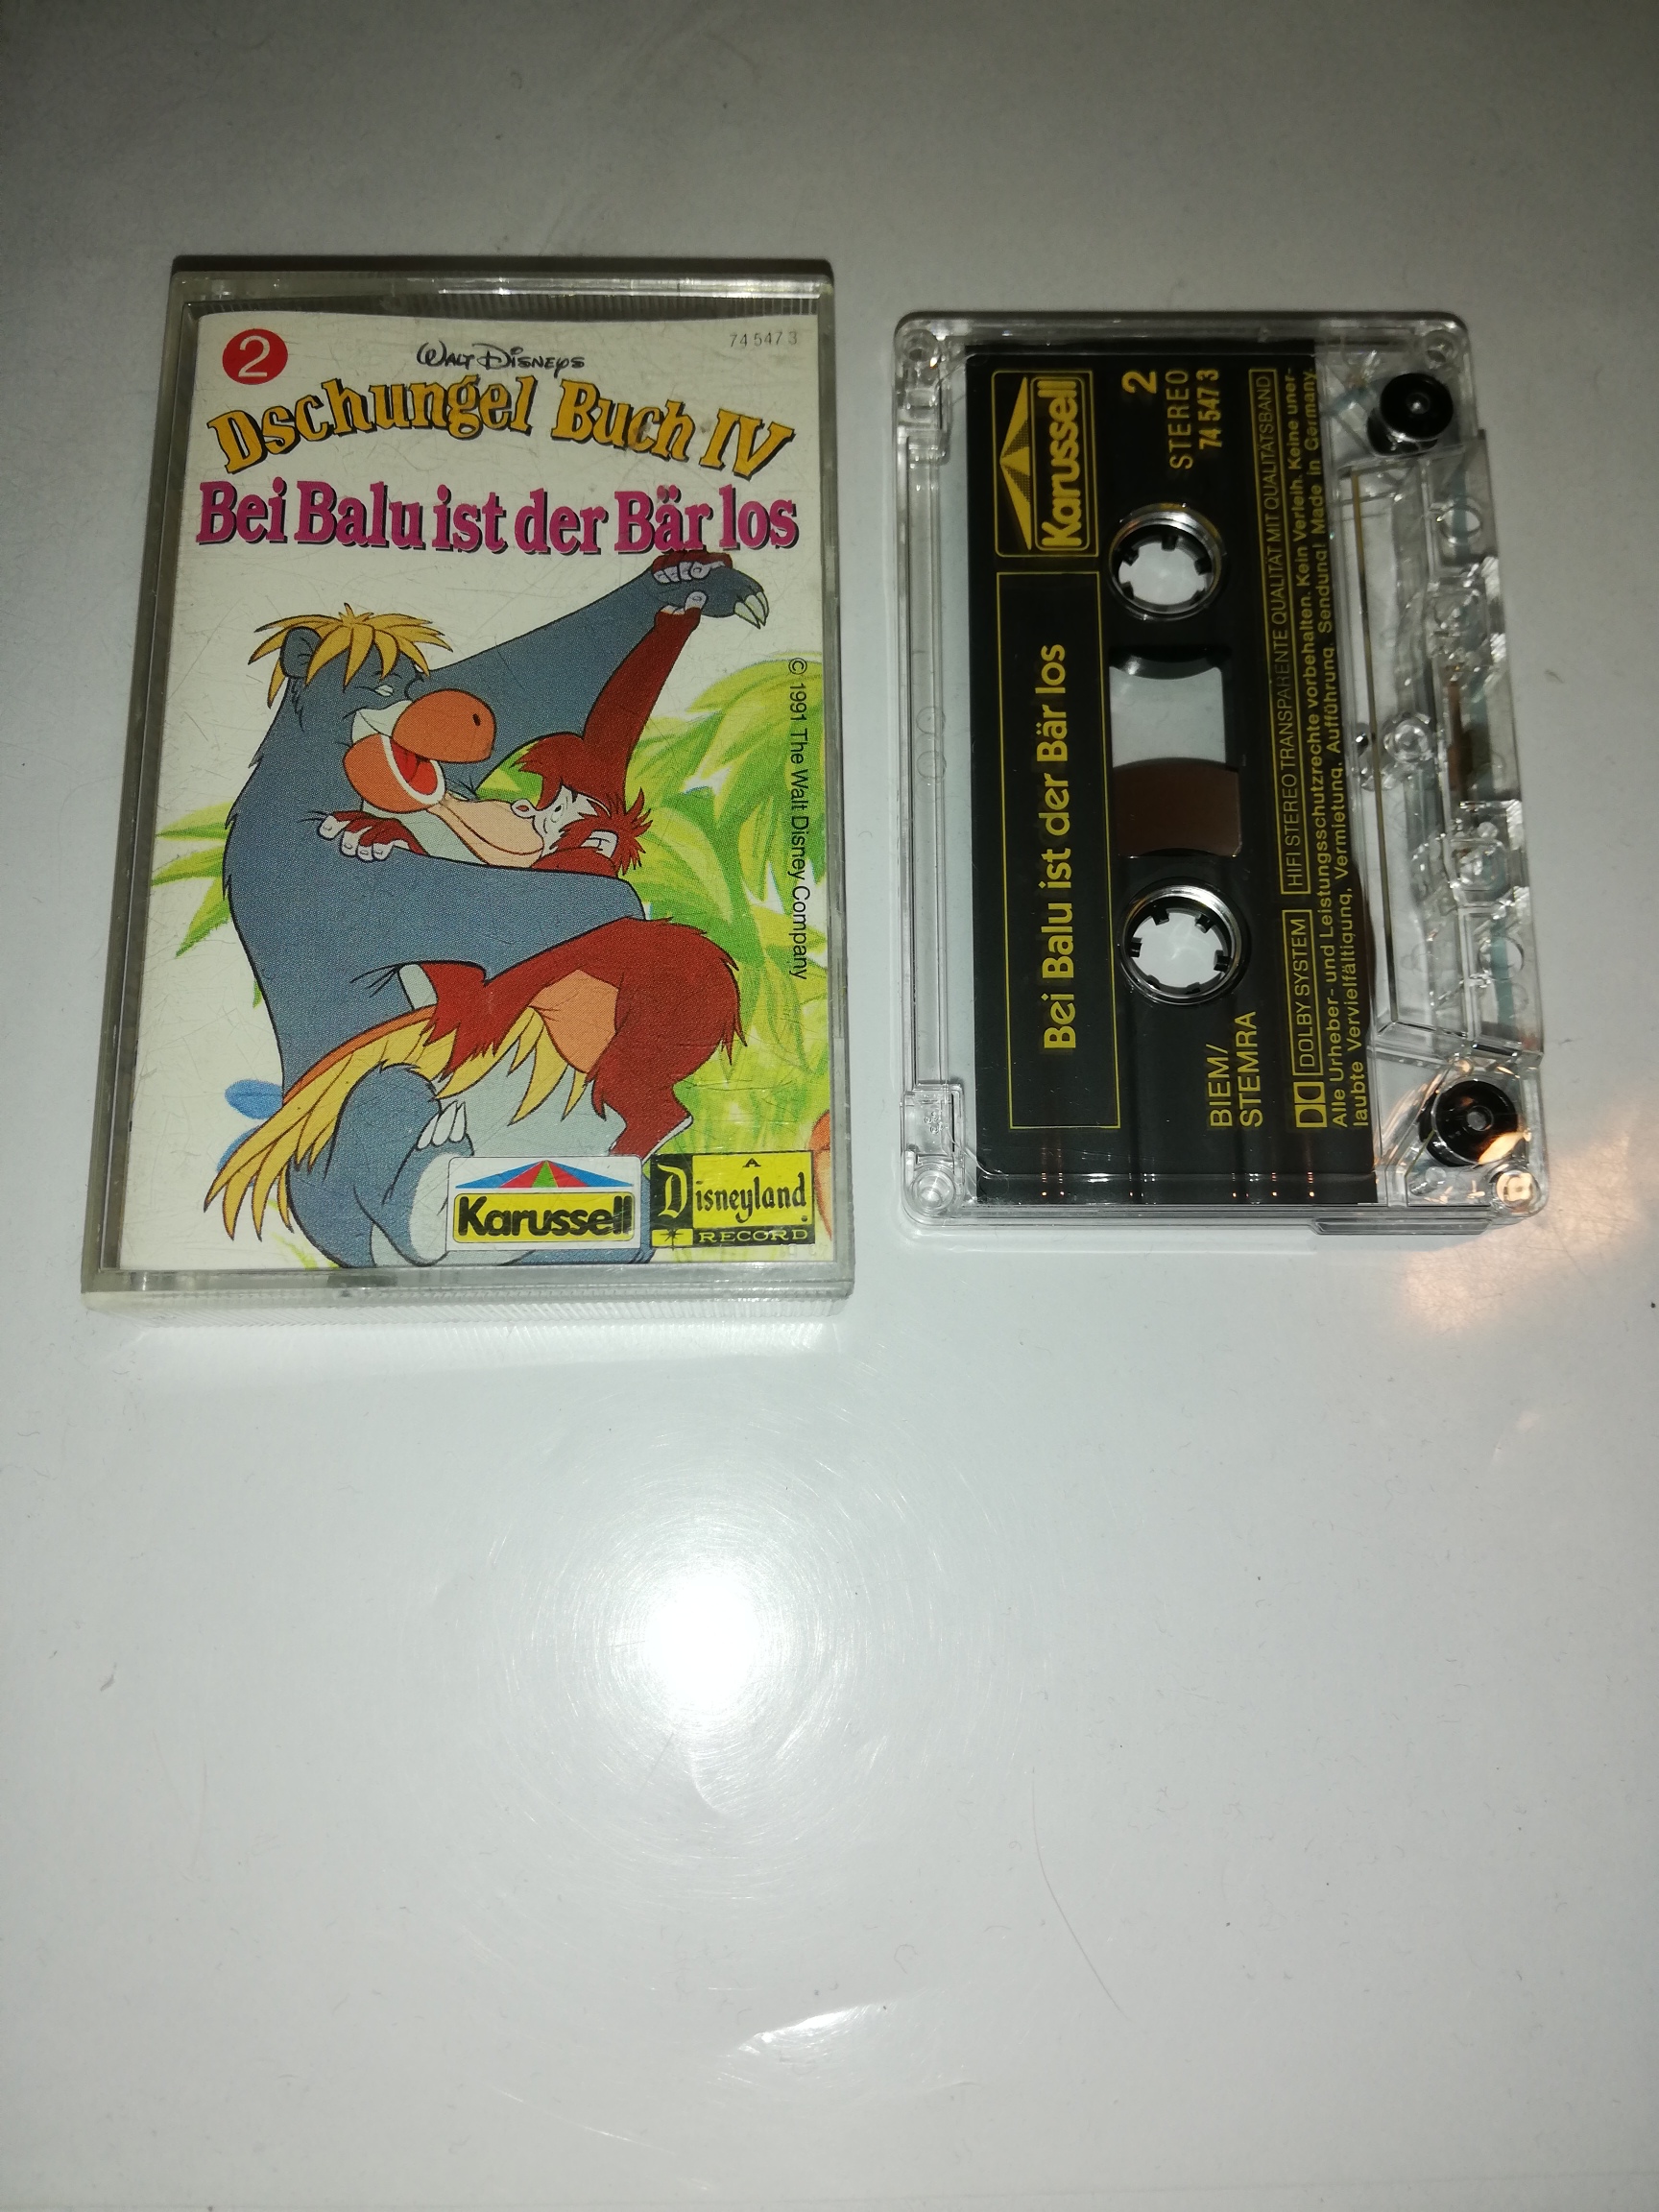 2
WALT DISNEYS
74 547 3
Dschungel Buch IV
Bei Balu ist der Bär los
© 1991 The Walt Disney Company
Karussell
A
Disneyland
RECORD
Karussell
2
STEREO
74 547 3
Bei Balu ist der Bär los
BIEM/
STEMRA
DOLBY SYSTEM HIFI STEREO TRANSPARENTE QUALITÄT MIT QUALITÄTSBAND
Alle Urheber- und Leistungsschutzrechte vorbehalten. Kein Verleih. Keine uner-
laubte Vervielfältigung, Vermietung, Aufführung, Sendung! Made in Germany